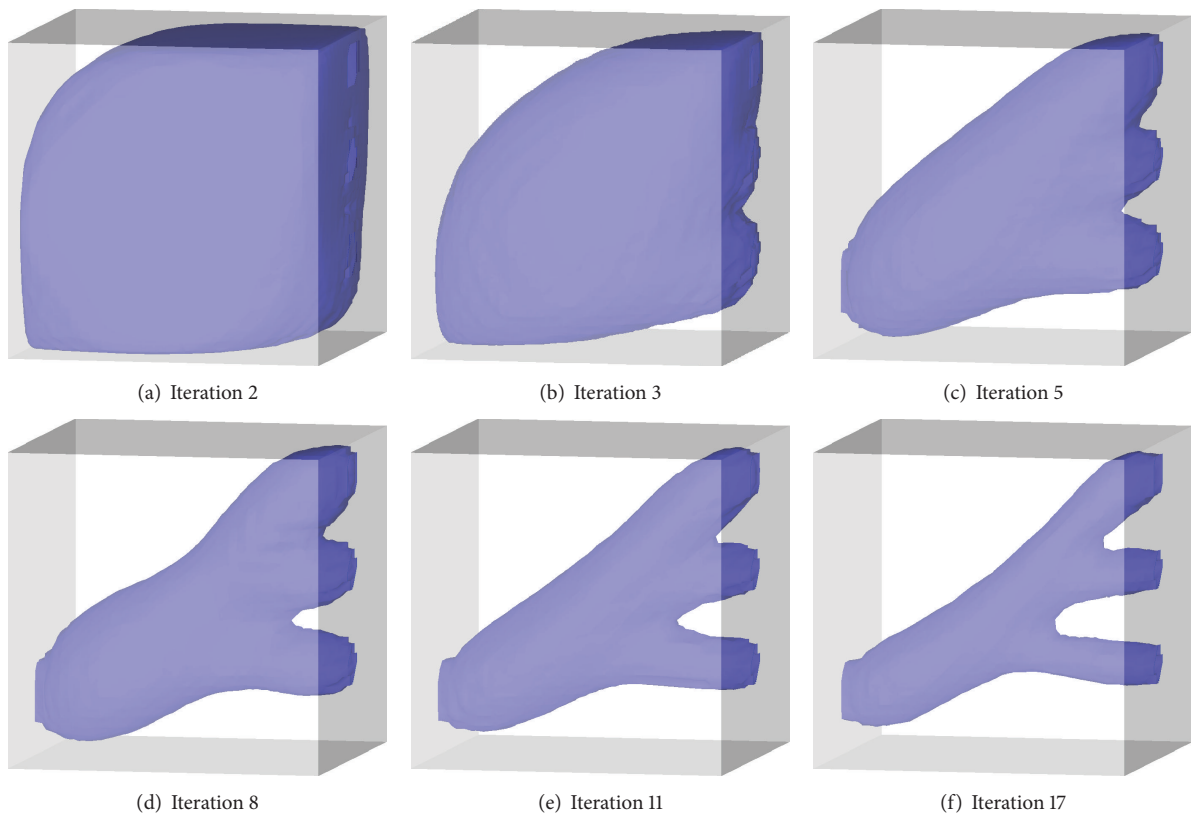 (a) Iteration 2
(b) Iteration 3
(c) Iteration 5
(d) Iteration 8
(e) Iteration 11
(f) Iteration 17